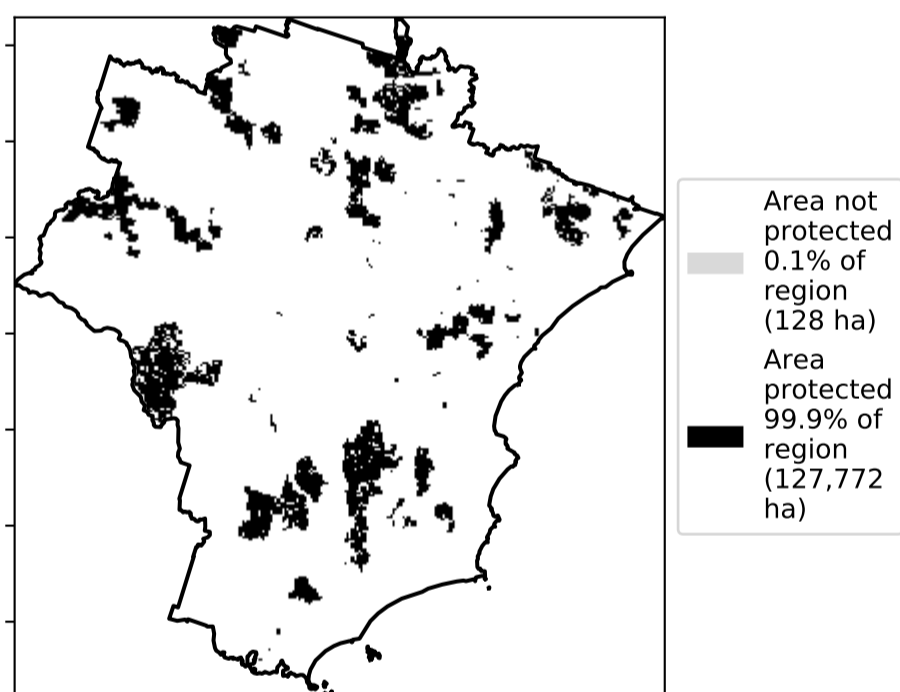 Area not
protected
0.1% of
region
(128 ha)
Area
protected
99.9% of
region
(127,772
ha)